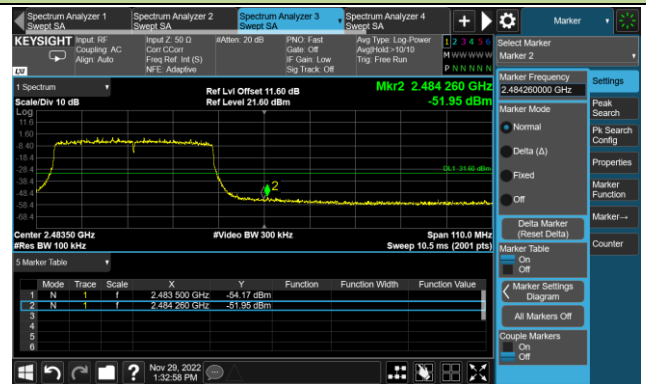 Spectrum Analyzer 1
Swept SA
Spectrum Analyzer 2
Swept SA
Spectrum Analyzer 3
Swept SA
Spectrum Analyzer 4
Swept SA
+
Marker
KEYSIGHT
LXI
Input: RF
Coupling: AC
Align: Auto
Input Z: 50 Ω
Corr CCorr
Freq Ref: Int (S)
NFE: Adaptive
#Atten: 20 dB
PNO: Fast
Gate: Off
IF Gain: Low
Sig Track: Off
Avg Type: Log-Power
Avg|Hold:>10/10
Trig: Free Run
1 2 3 4 5 6
M W W W W W
P N N N N N
1 Spectrum
Scale/Div 10 dB
Ref Lvl Offset 11.60 dB
Ref Level 21.60 dBm
Mkr2 2.484 260 GHz
-51.95 dBm
Log
11.6
1.60
-8.40
-18.4
-28.4
-38.4
-48.4
-58.4
-68.4
DL1 -31.60 dBm
2
Center 2.48350 GHz
#Res BW 100 kHz
#Video BW 300 kHz
Span 110.0 MHz
Sweep 10.5 ms (2001 pts)
5 Marker Table
Mode Trace Scale X Y Function Function Width Function Value
1 N 1 f 2.483 500 GHz -54.17 dBm
2 N 1 f 2.484 260 GHz -51.95 dBm
3
4
5
6
Nov 29, 2022
1:32:58 PM
?
Select Marker
Marker 2
Marker Frequency
2.484260000 GHz
Marker Mode
Normal
Delta (Δ)
Fixed
Off
Delta Marker
(Reset Delta)
Marker Table
On
Off
Marker Settings
Diagram
All Markers Off
Couple Markers
On
Off
Settings
Peak
Search
Pk Search
Config
Properties
Marker
Function
Marker→
Counter